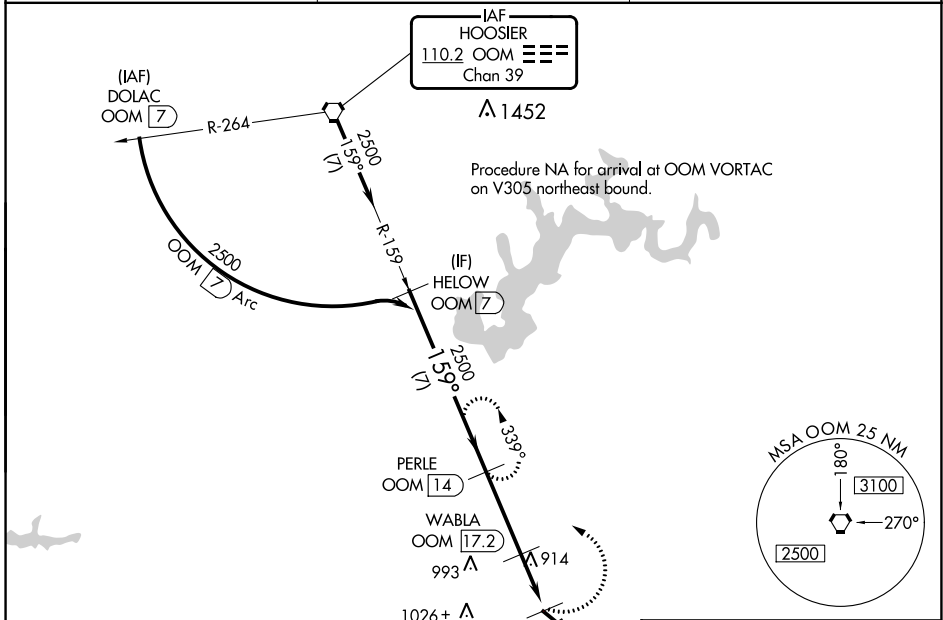 IAF
HOOSIER
110.2 OOM
Chan 39
(IAF)
DOLAC
OOM 7
R-264
1452
2500
159°
(7)
Procedure NA for arrival at OOM VORTAC
on V305 northeast bound.
R-159
2500
OOM 7 Arc
(IF)
HELOW
OOM 7
2500
159°
(7)
339°
PERLE
OOM 14
WABLA
OOM 17.2
993
914
1026±
MSA OOM 25 NM
180°
3100
270°
2500